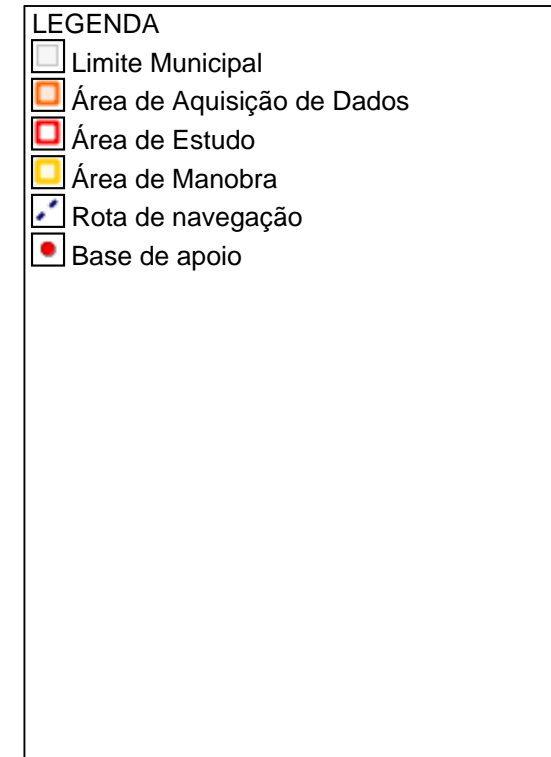 LEGENDA
Limite Municipal
Área de Aquisição de Dados
Área de Estudo
Área de Manobra
Rota de navegação
Base de apoio